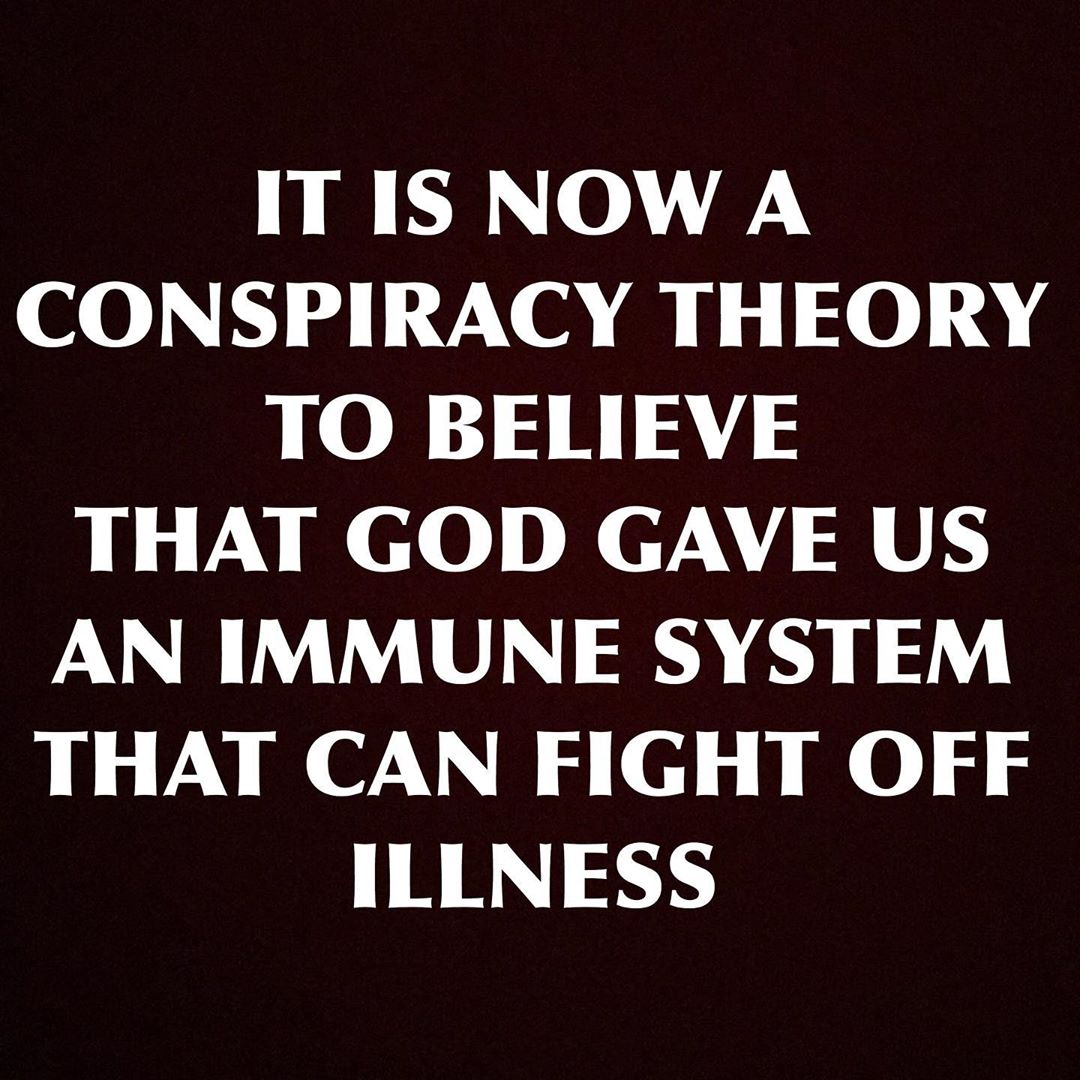 IT IS NOW A
CONSPIRACY THEORY
TO BELIEVE
THAT GOD GAVE US
AN IMMUNE SYSTEM
THAT CAN FIGHT OFF
ILLNESS